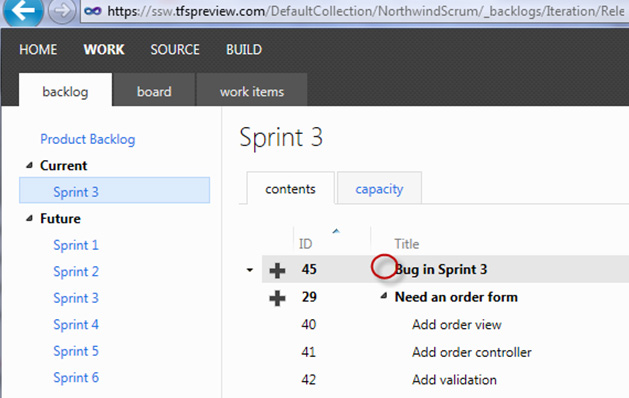 https://ssw.tfspreview.com/DefaultCollection/NorthwindScrum/_backlogs/Iteration/Rele
HOME WORK SOURCE BUILD
backlog board work items
Product Backlog
Current
Sprint 3
Future
Sprint 1
Sprint 2
Sprint 3
Sprint 4
Sprint 5
Sprint 6
Sprint 3
contents capacity
ID Title
45 Bug in Sprint 3
29 Need an order form
40 Add order view
41 Add order controller
42 Add validation